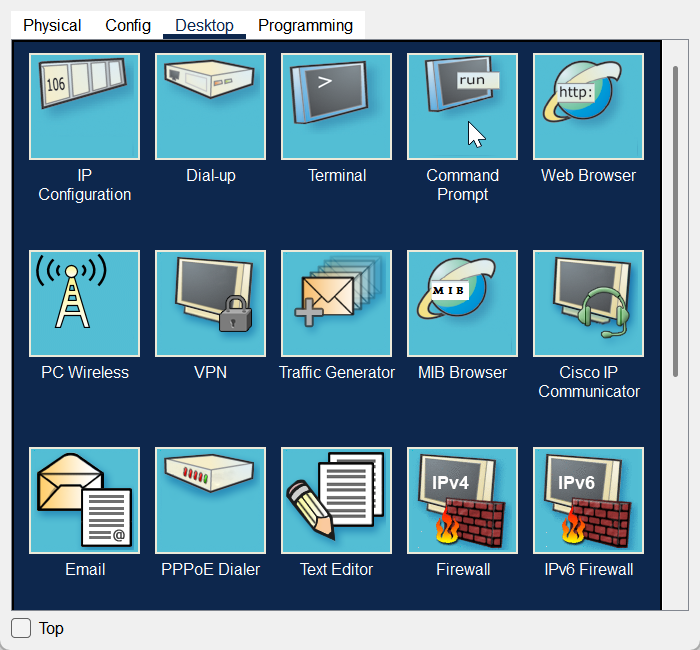 Physical Config Desktop Programming
106
>
run
http:
IP
Configuration
Dial-up
Terminal
Command
Prompt
Web Browser
MIB
PC Wireless
VPN
Traffic Generator
MIB Browser
Cisco IP
Communicator
@
IPv4
IPv6
Email
PPPoE Dialer
Text Editor
Firewall
IPv6 Firewall
Top